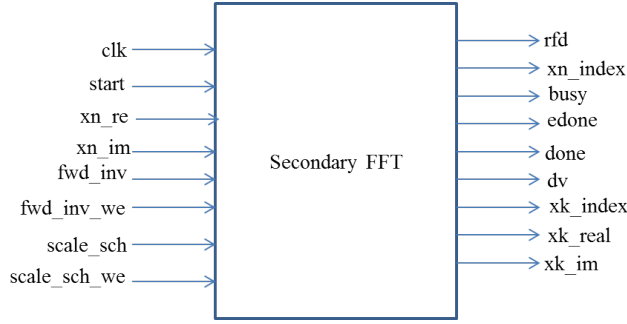 clk
start
xn_re
xn_im
fwd_inv
fwd_inv_we
scale_sch
scale_sch_we
Secondary FFT
rfd
xn_index
busy
edone
done
dv
xk_index
xk_real
xk_im